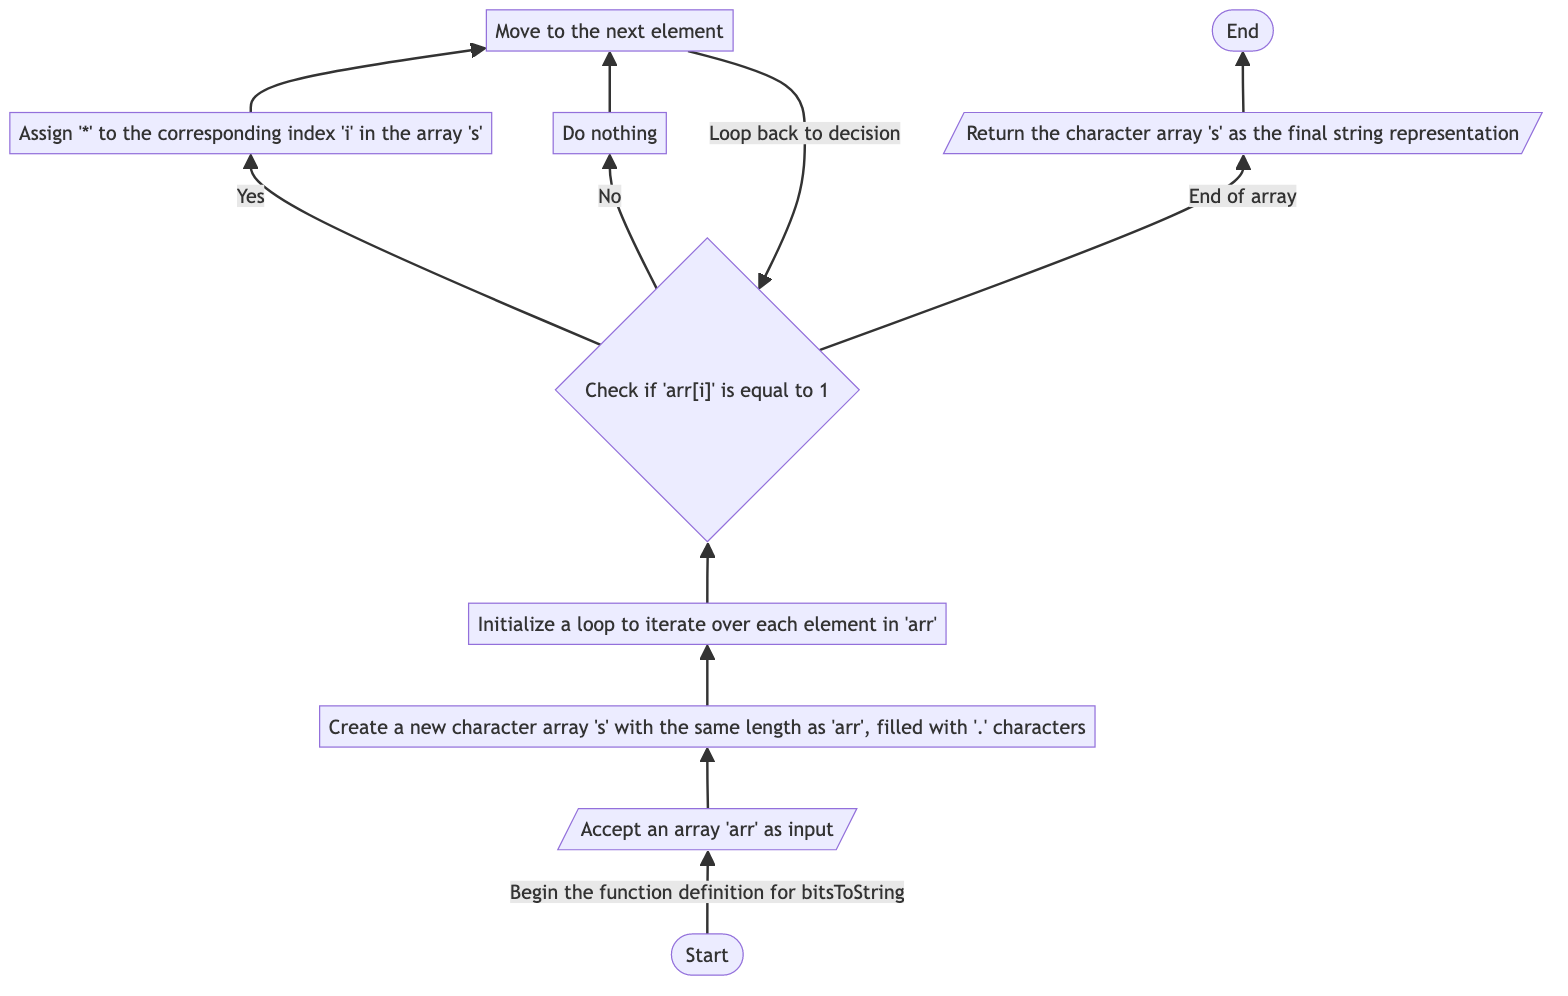 Move to the next element
End
Assign '*' to the corresponding index 'i' in the array 's'
Do nothing
Loop back to decision
Return the character array 's' as the final string representation
Yes
No
End of array
Check if 'arr[i]' is equal to 1
Initialize a loop to iterate over each element in 'arr'
Create a new character array 's' with the same length as 'arr', filled with '.' characters
Accept an array 'arr' as input
Begin the function definition for bitsToString
Start